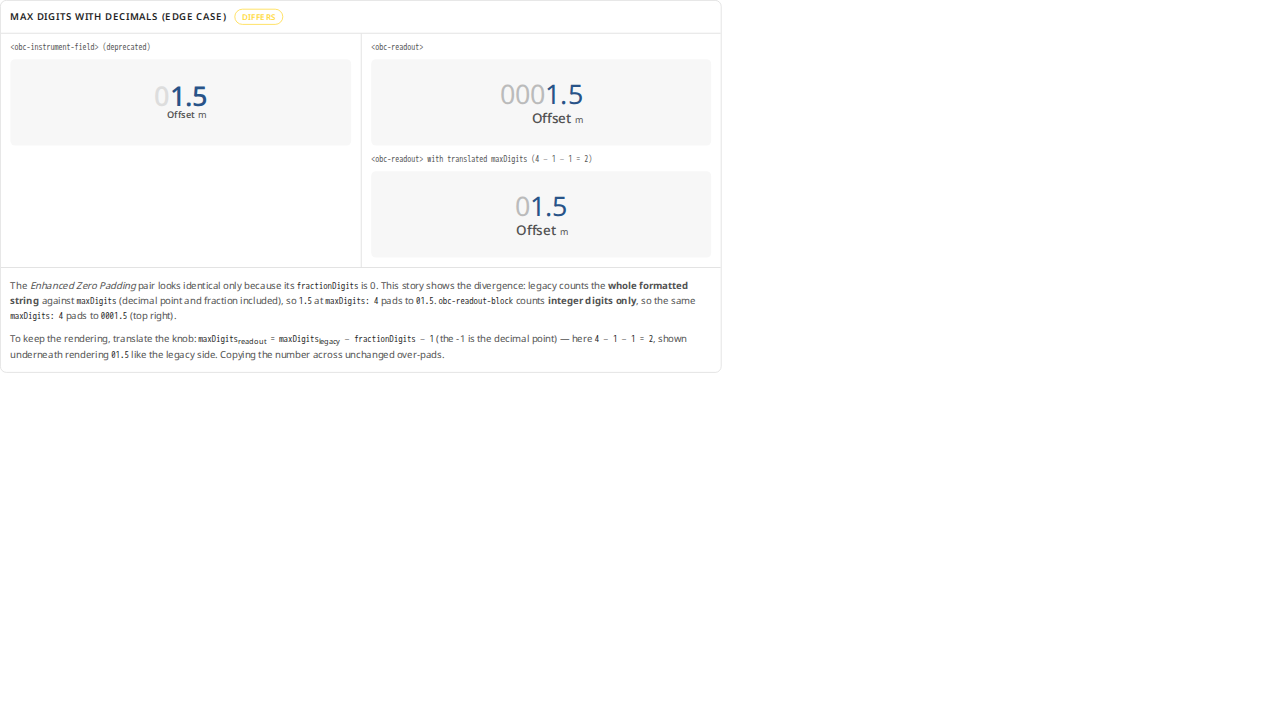 MAX DIGITS WITH DECIMALS (EDGE CASE) DIFFERS
<obc-instrument-field> (deprecated)
01.5
Offset m
<obc-readout>
0001.5
Offset m
<obc-readout> with translated maxDigits (4 − 1 − 1 = 2)
01.5
Offset m
The Enhanced Zero Padding pair looks identical only because its fractionDigits is 0. This story shows the divergence: legacy counts the whole formatted
string against maxDigits (decimal point and fraction included), so 1.5 at maxDigits: 4 pads to 01.5. obc-readout-block counts integer digits only, so the same
maxDigits: 4 pads to 0001.5 (top right).
To keep the rendering, translate the knob: maxDigitsreadout = maxDigitslegacy − fractionDigits − 1 (the -1 is the decimal point) — here 4 − 1 − 1 = 2, shown
underneath rendering 01.5 like the legacy side. Copying the number across unchanged over-pads.